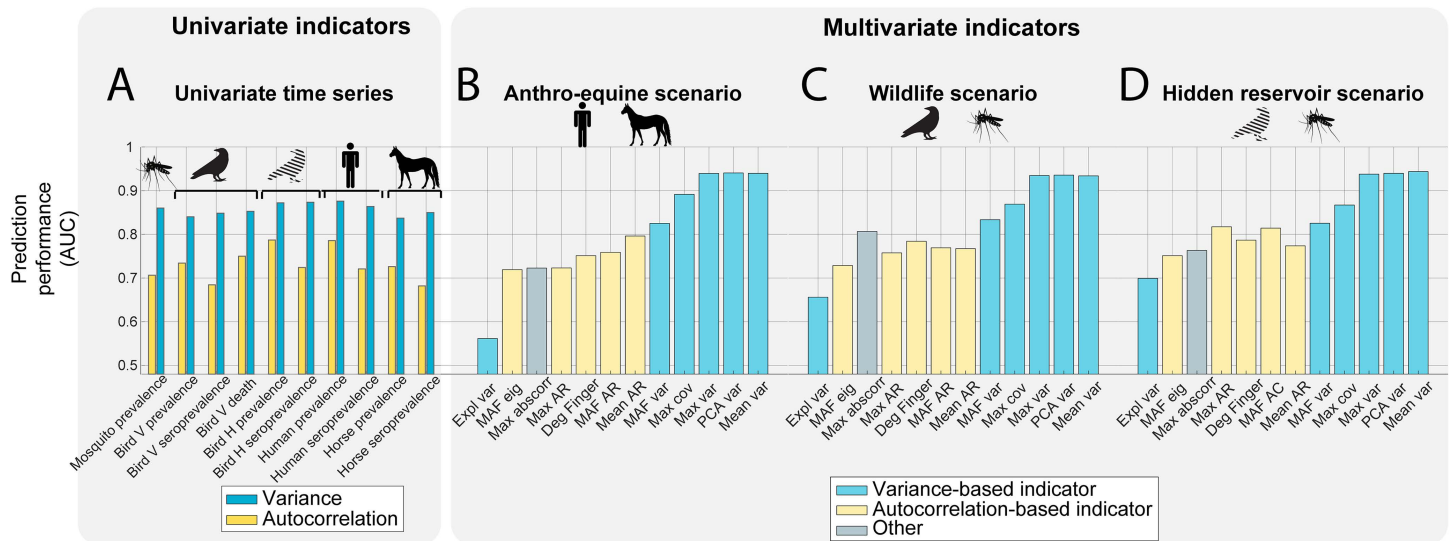 Univariate indicators
Multivariate indicators
A
Univariate time series
B
Anthro-equine scenario
C
Wildlife scenario
D
Hidden reservoir scenario
Prediction
performance
(AUC)
1
0.9
0.8
0.7
0.6
0.5
Mosquito prevalence
Bird V prevalence
Bird V seroprevalence
Bird V death
Bird H prevalence
Bird H seroprevalence
Human prevalence
Human seroprevalence
Horse prevalence
Horse seroprevalence
Expl var
MAF eig
Max abscorr
Max AR
Deg Finger
MAF AR
Mean AR
MAF var
Max cov
Max var
PCA var
Mean var
Expl var
MAF eig
Max abscorr
Max AR
Deg Finger
MAF AR
Mean AR
MAF var
Max cov
Max var
PCA var
Mean var
Expl var
MAF eig
Max abscorr
Max AR
Deg Finger
MAF AC
Mean AR
MAF var
Max cov
Max var
PCA var
Mean var
Variance
Autocorrelation
Variance-based indicator
Autocorrelation-based indicator
Other